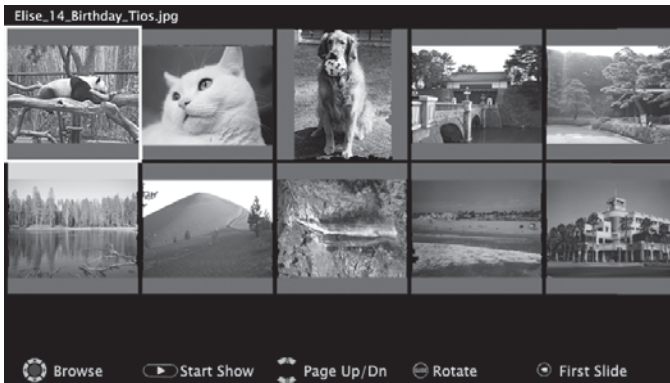 Elise_14_Birthday_Tios.jpg
Browse Start Show Page Up/Dn Rotate First Slide